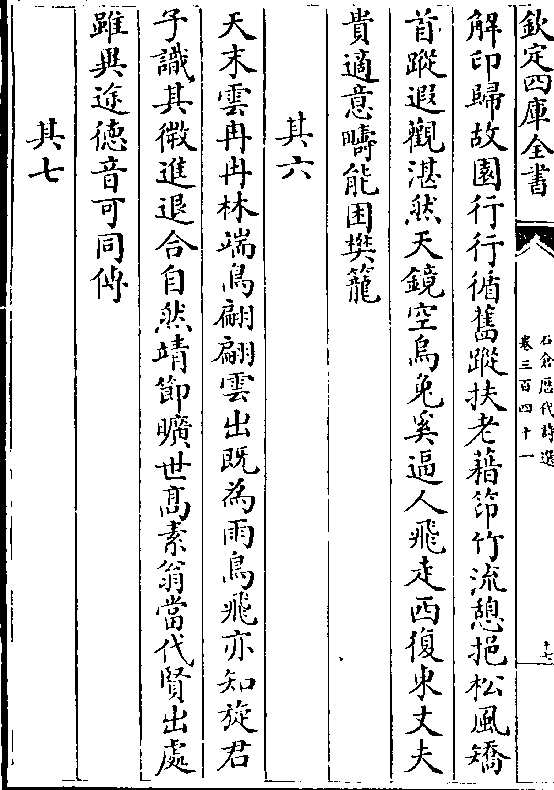 欽定四庫全書
石倉歷代詩選
卷三百四十一
十七
解印歸故園行行循舊蹤扶老藉筇竹流憩挹松風矯
首蹤遐觀湛然天鏡空烏兔奚逼人飛走西復東丈夫
貴適意疇能困樊籠
其六
天末雲冉冉林端鳥翩翩雲出既為雨鳥飛亦知旋君
子識其微進退合自然靖節曠世髙素翁當代賢出處
雖異途徳音可同傳
其七